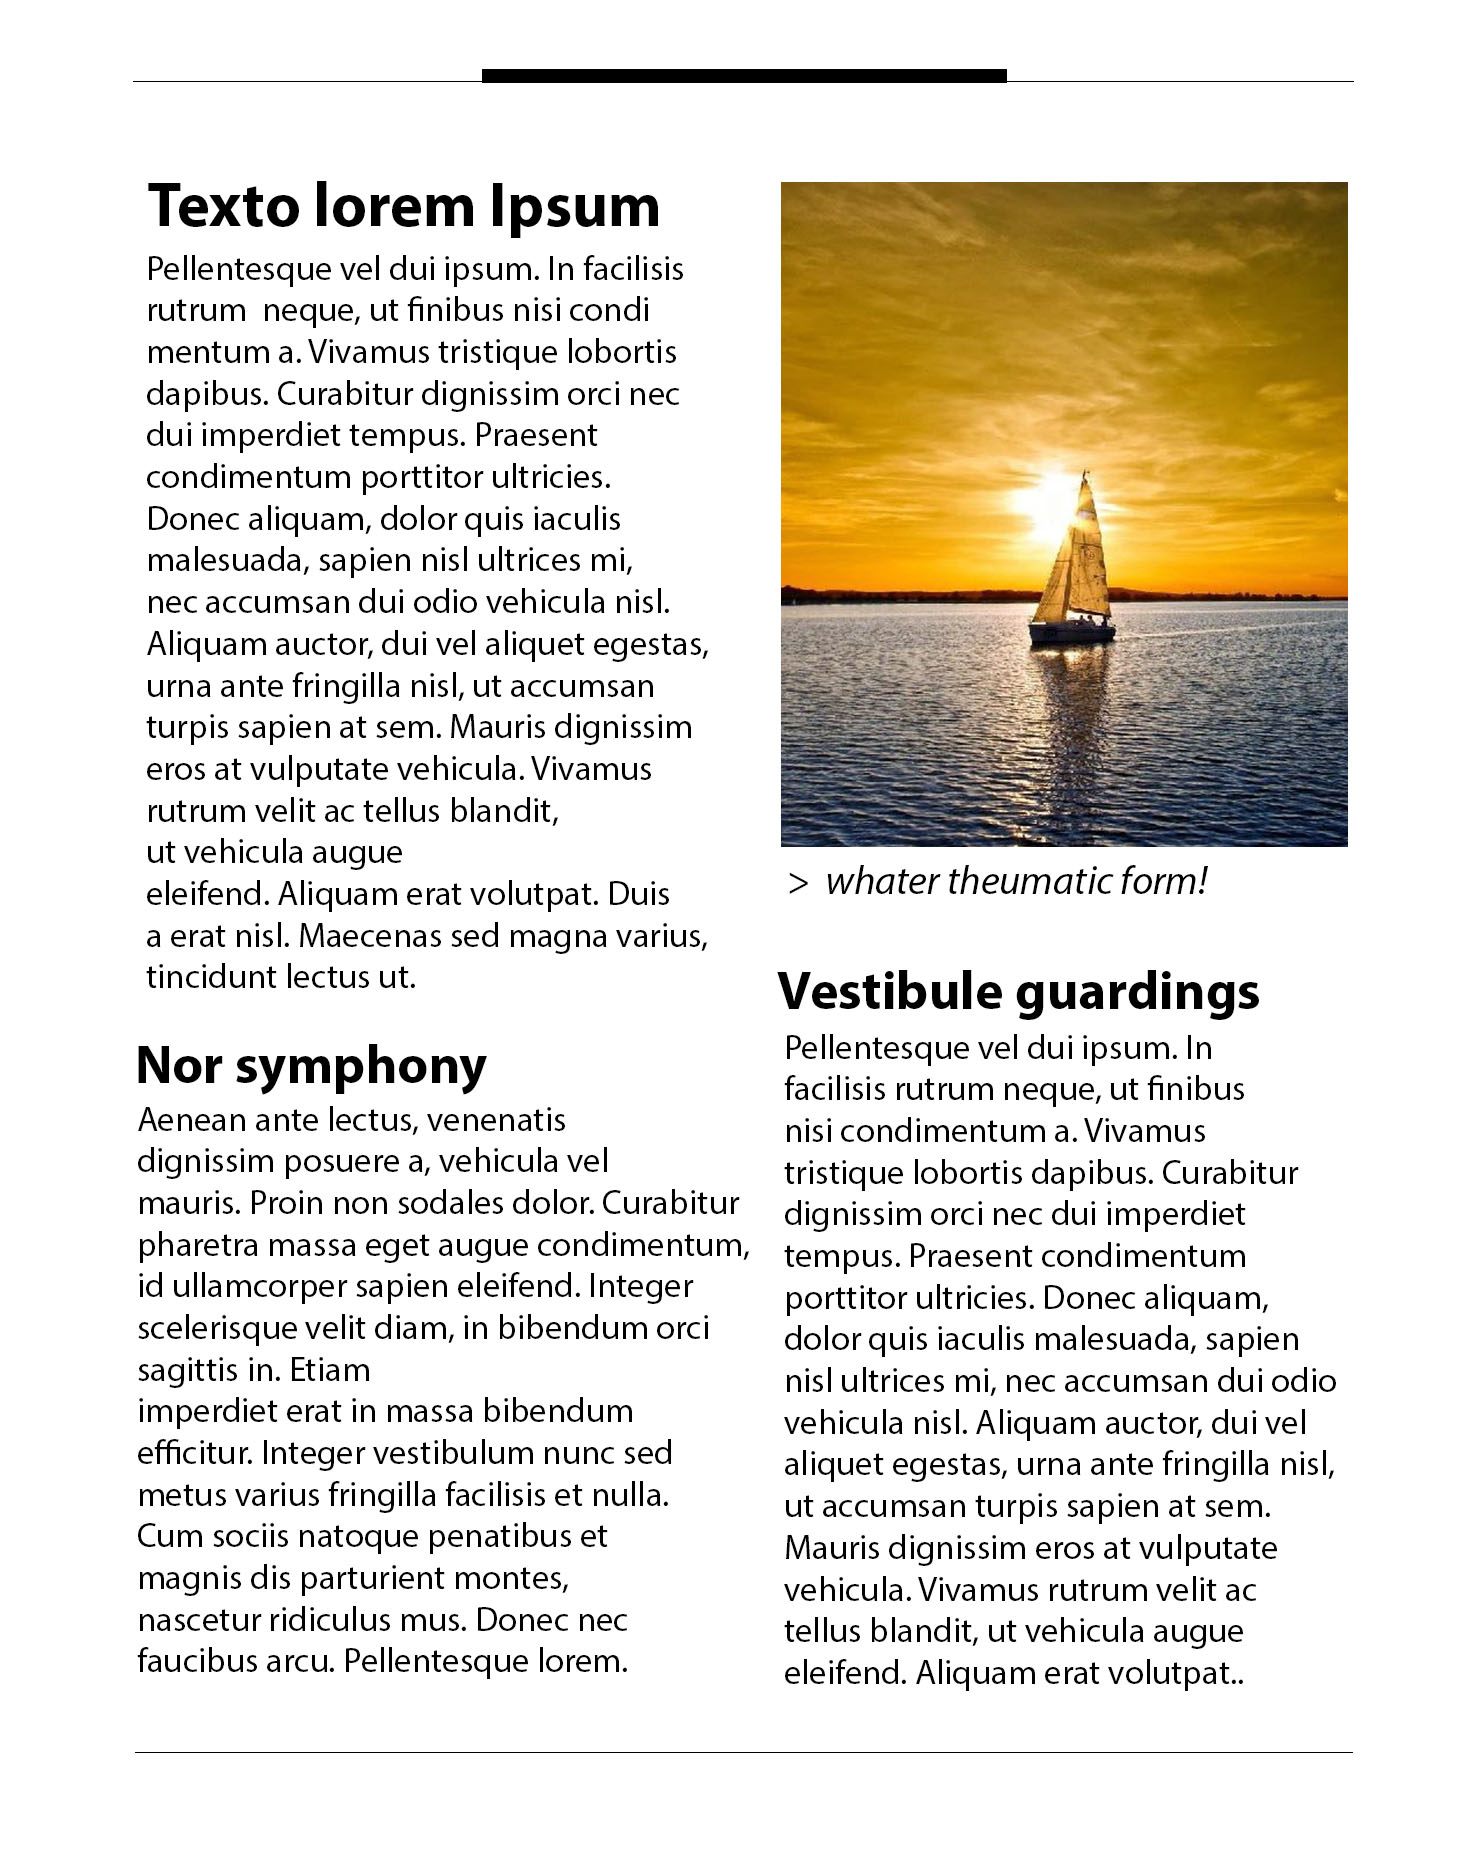 Texto lorem Ipsum
Pellentesque vel dui ipsum. In facilisis
rutrum  neque, ut finibus nisi condi
mentum a. Vivamus tristique lobortis
dapibus. Curabitur dignissim orci nec
dui imperdiet tempus. Praesent
condimentum porttitor ultricies.
Donec aliquam, dolor quis iaculis
malesuada, sapien nisl ultrices mi,
nec accumsan dui odio vehicula nisl.
Aliquam auctor, dui vel aliquet egestas,
urna ante fringilla nisl, ut accumsan
turpis sapien at sem. Mauris dignissim
eros at vulputate vehicula. Vivamus
rutrum velit ac tellus blandit,
ut vehicula augue
eleifend. Aliquam erat volutpat. Duis
a erat nisl. Maecenas sed magna varius,
tincidunt lectus ut.
Nor symphony
Aenean ante lectus, venenatis
dignissim posuere a, vehicula vel
mauris. Proin non sodales dolor. Curabitur
pharetra massa eget augue condimentum,
id ullamcorper sapien eleifend. Integer
scelerisque velit diam, in bibendum orci
sagittis in. Etiam
imperdiet erat in massa bibendum
efficitur. Integer vestibulum nunc sed
metus varius fringilla facilisis et nulla.
Cum sociis natoque penatibus et
magnis dis parturient montes,
nascetur ridiculus mus. Donec nec
faucibus arcu. Pellentesque lorem.
>  whater theumatic form!
Vestibule guardings
Pellentesque vel dui ipsum. In
facilisis rutrum neque, ut finibus
nisi condimentum a. Vivamus
tristique lobortis dapibus. Curabitur
dignissim orci nec dui imperdiet
tempus. Praesent condimentum
porttitor ultricies. Donec aliquam,
dolor quis iaculis malesuada, sapien
nisl ultrices mi, nec accumsan dui odio
vehicula nisl. Aliquam auctor, dui vel
aliquet egestas, urna ante fringilla nisl,
ut accumsan turpis sapien at sem.
Mauris dignissim eros at vulputate
vehicula. Vivamus rutrum velit ac
tellus blandit, ut vehicula augue
eleifend. Aliquam erat volutpat..